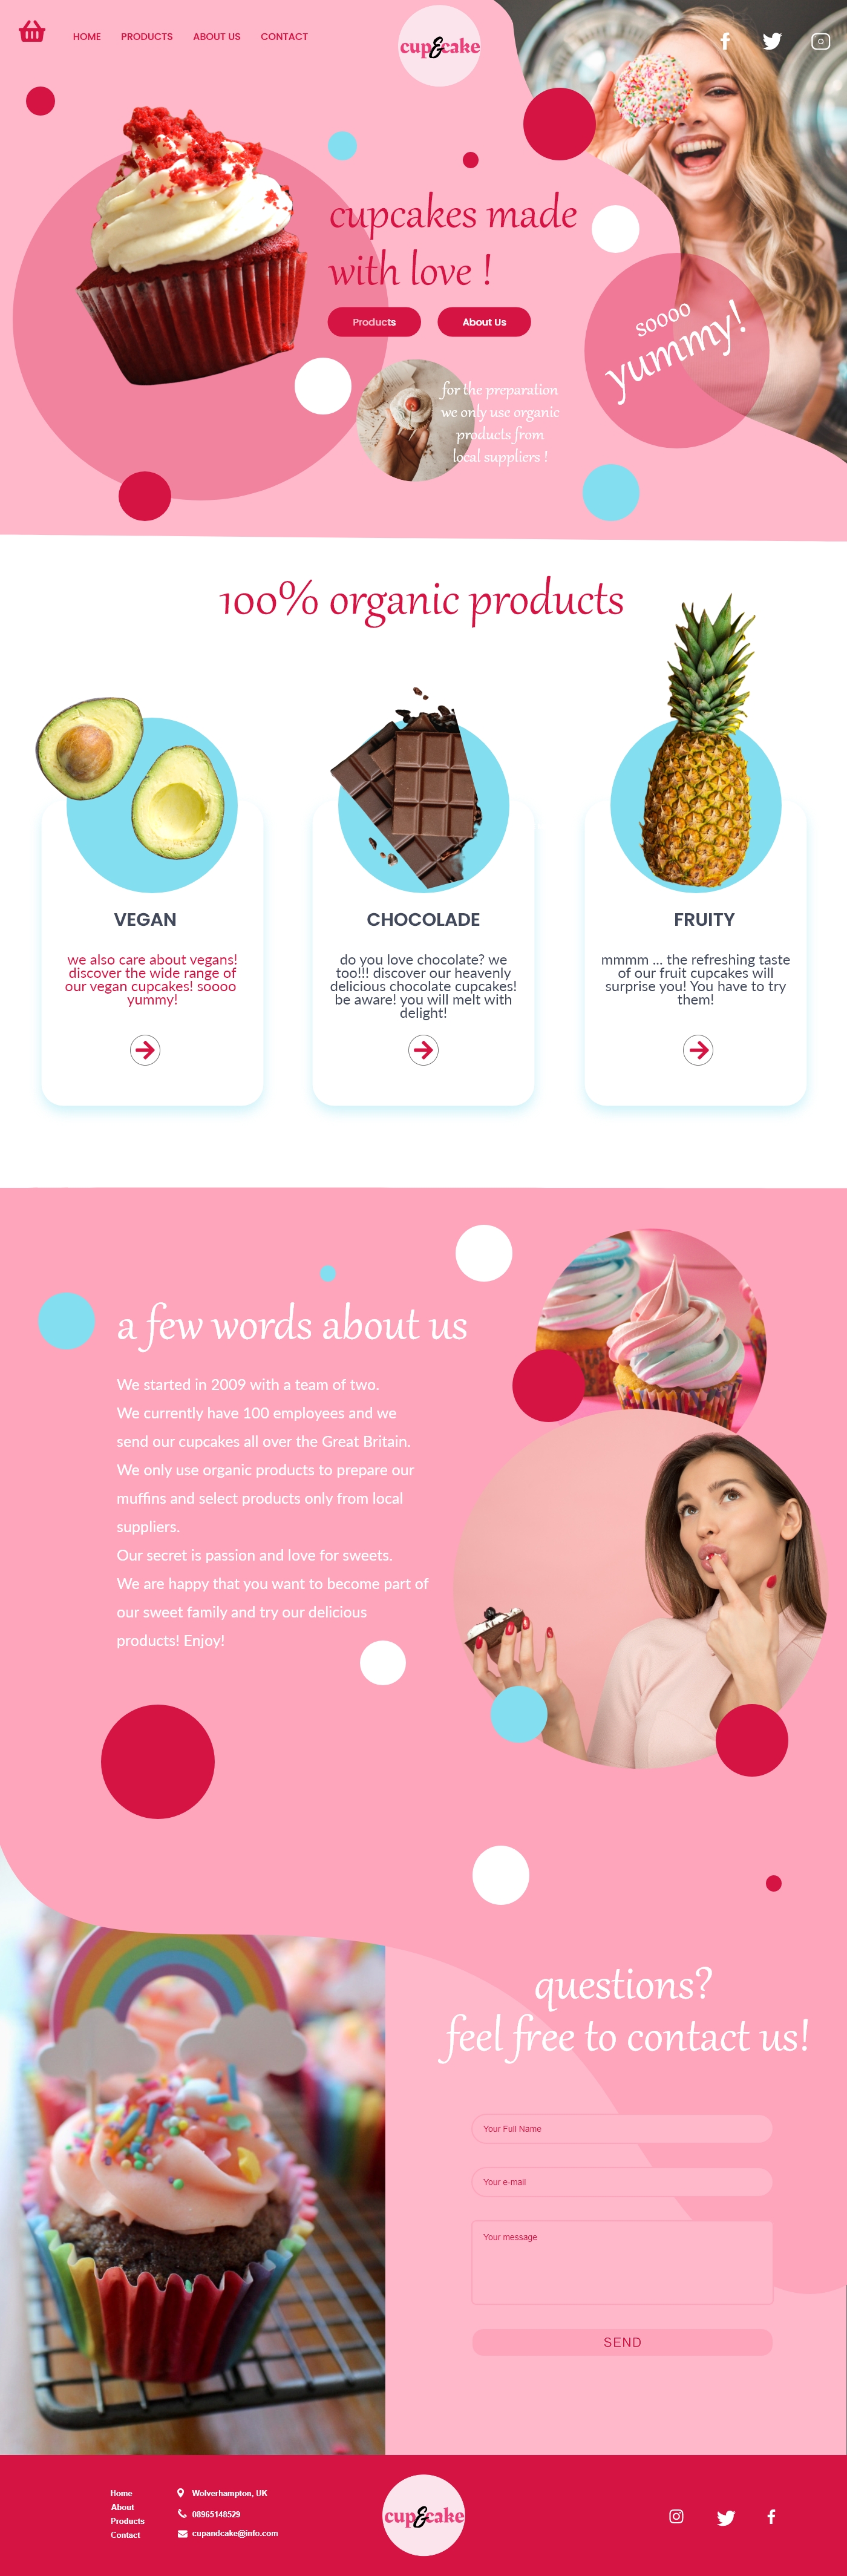 HOME PRODUCTS ABOUT US CONTACT
cup&cake
cupcakes made
with love !
Products About Us
soooo
yummy!
for the preparation
we only use organic
products from
local suppliers !
100% organic products
VEGAN
we also care about vegans!
discover the wide range of
our vegan cupcakes! soooo
yummy!
CHOCOLADE
do you love chocolate? we
too!!! discover our heavenly
delicious chocolate cupcakes!
be aware! you will melt with
delight!
FRUITY
mmmm ... the refreshing taste
of our fruit cupcakes will
surprise you! You have to try
them!
a few words about us
We started in 2009 with a team of two.
We currently have 100 employees and we
send our cupcakes all over the Great Britain.
We only use organic products to prepare our
muffins and select products only from local
suppliers.
Our secret is passion and love for sweets.
We are happy that you want to become part of
our sweet family and try our delicious
products! Enjoy!
questions?
feel free to contact us!
Your Full Name
Your e-mail
Your message
SEND
Home
About
Products
Contact
Wolverhampton, UK
08965148529
cupandcake@info.com
cup&cake